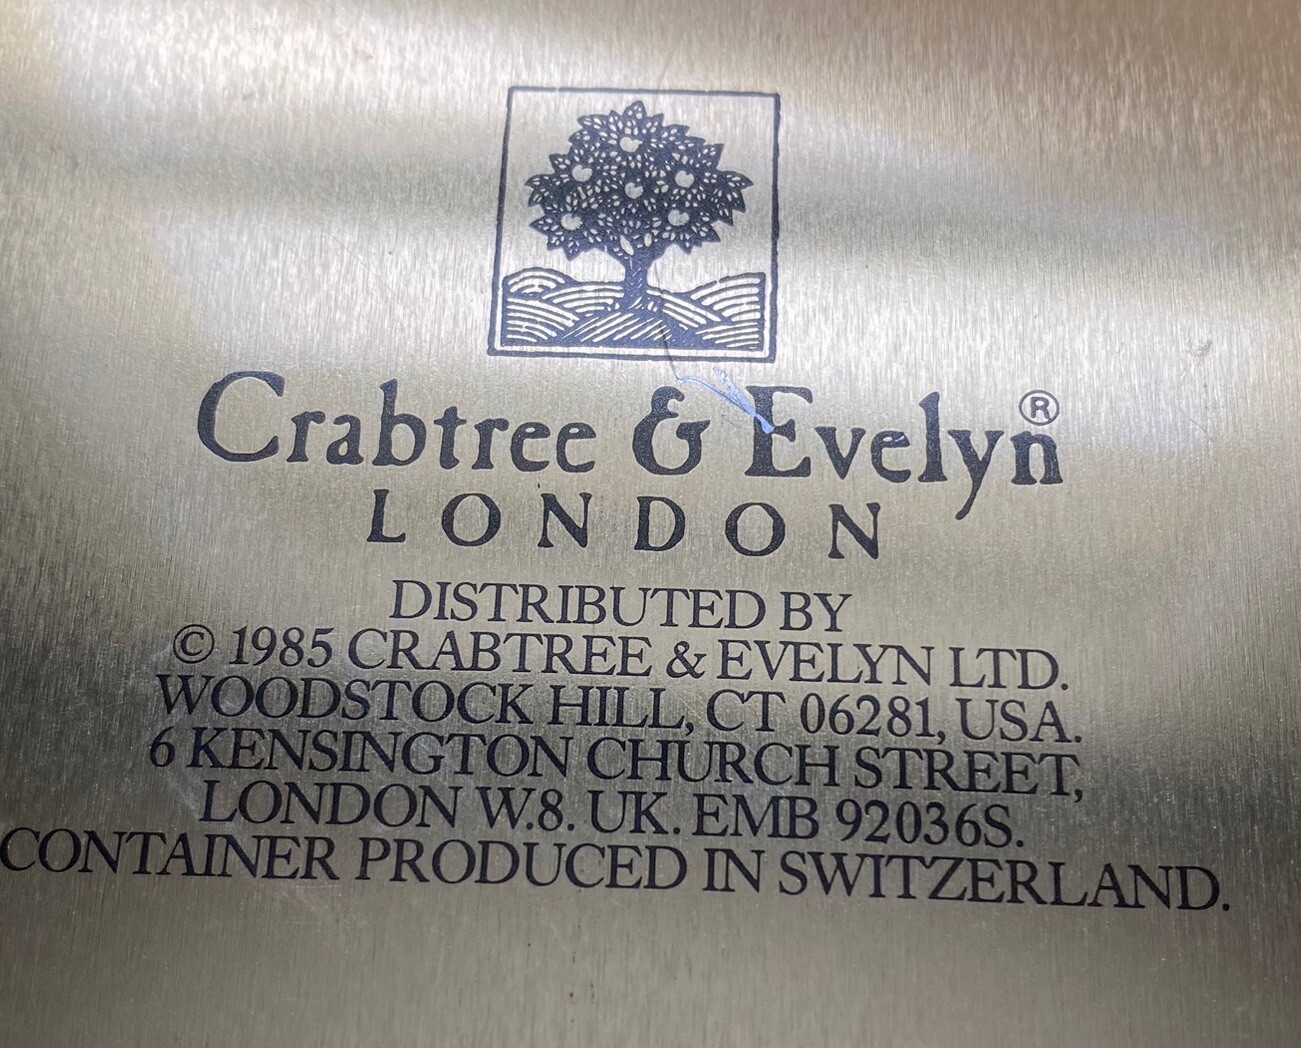 Crabtree & Evelyn®
LONDON
DISTRIBUTED BY
© 1985 CRABTREE & EVELYN LTD.
WOODSTOCK HILL, CT 06281, USA.
6 KENSINGTON CHURCH STREET,
LONDON W.8. UK. EMB 92036S.
CONTAINER PRODUCED IN SWITZERLAND.